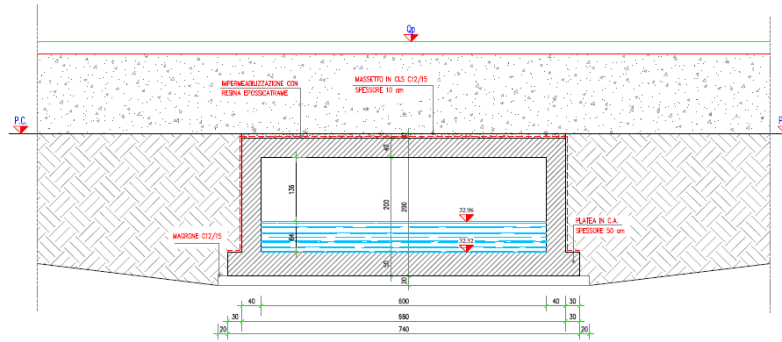 Qp
IMPERMEABILIZZAZIONE CON
RESINA EPOSSICATRAME
MASSETTO IN CLS C12/15
SPESSORE 10 cm
P.C.
P
40
136
200
290
32.96
MAGRONE C12/15
64
PLATEA IN C.A.
SPESSORE 50 cm
32.32
50
20
40 600 40 30
30 680 30
20 740 20